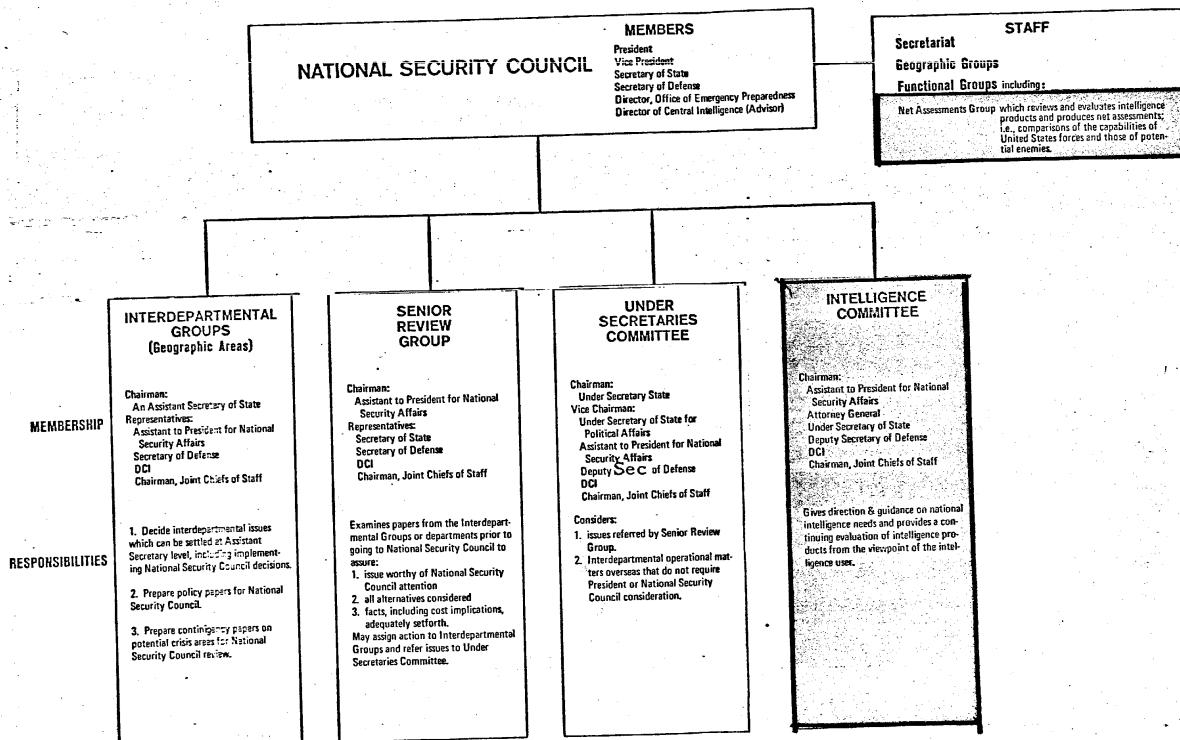 NATIONAL SECURITY COUNCIL
MEMBERS
President
Vice President
Secretary of State
Secretary of Defense
Director, Office of Emergency Preparedness
Director of Central Intelligence (Advisor)
STAFF
Secretariat
Geographic Groups
Functional Groups including:
Net Assessments Group which reviews and evaluates intelligence
products and produces net assessments;
i.e., comparisons of the capabilities of
United States forces and those of poten-
tial enemies.
MEMBERSHIP
RESPONSIBILITIES
INTERDEPARTMENTAL
GROUPS
(Geographic Areas)
Chairman:
An Assistant Secretary of State
Representatives:
Assistant to President for National
Security Affairs
Secretary of Defense
DCI
Chairman, Joint Chiefs of Staff
1. Decide interdepartmental issues
which can be settled at Assistant
Secretary level, including implement-
ing National Security Council decisions.
2. Prepare policy papers for National
Security Council.
3. Prepare contingency papers on
potential crisis areas for National
Security Council review.
SENIOR
REVIEW
GROUP
Chairman:
Assistant to President for National
Security Affairs
Representatives:
Secretary of State
Secretary of Defense
DCI
Chairman, Joint Chiefs of Staff
Examines papers from the Interdepart-
mental Groups or departments prior to
going to National Security Council to
assure:
1. issue worthy of National Security
Council attention
2. all alternatives considered
3. facts, including cost implications,
adequately setforth.
May assign action to Interdepartmental
Groups and refer issues to Under
Secretaries Committee.
UNDER
SECRETARIES
COMMITTEE
Chairman:
Under Secretary State
Vice Chairman:
Under Secretary of State for
Political Affairs
Assistant to President for National
Security Affairs
Deputy Sec of Defense
DCI
Chairman, Joint Chiefs of Staff
Considers:
1. issues referred by Senior Review
Group.
2. Interdepartmental operational mat-
ters overseas that do not require
President or National Security
Council consideration.
INTELLIGENCE
COMMITTEE
Chairman:
Assistant to President for National
Security Affairs
Attorney General
Under Secretary of State
Deputy Secretary of Defense
DCI
Chairman, Joint Chiefs of Staff
Gives direction & guidance on national
intelligence needs and provides a con-
tinuing evaluation of intelligence pro-
ducts from the viewpoint of the intel-
ligence user.